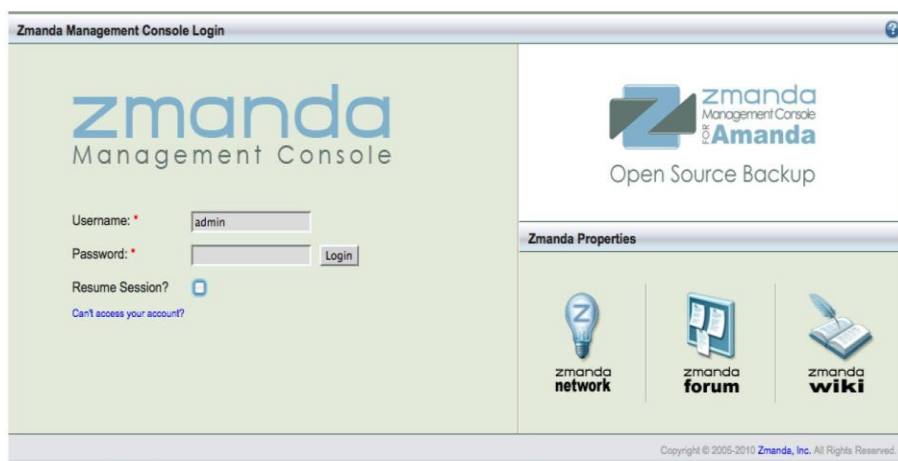 Zmanda Management Console Login
?
zmanda
Management Console
Username: *
admin
Password: *
Login
Resume Session?
Can't access your account?
Z
zmanda
Management Console
FOR Amanda
Open Source Backup
Zmanda Properties
Z
zmanda
network
zmanda
forum
zmanda
wiki
Copyright © 2005-2010 Zmanda, Inc. All Rights Reserved.